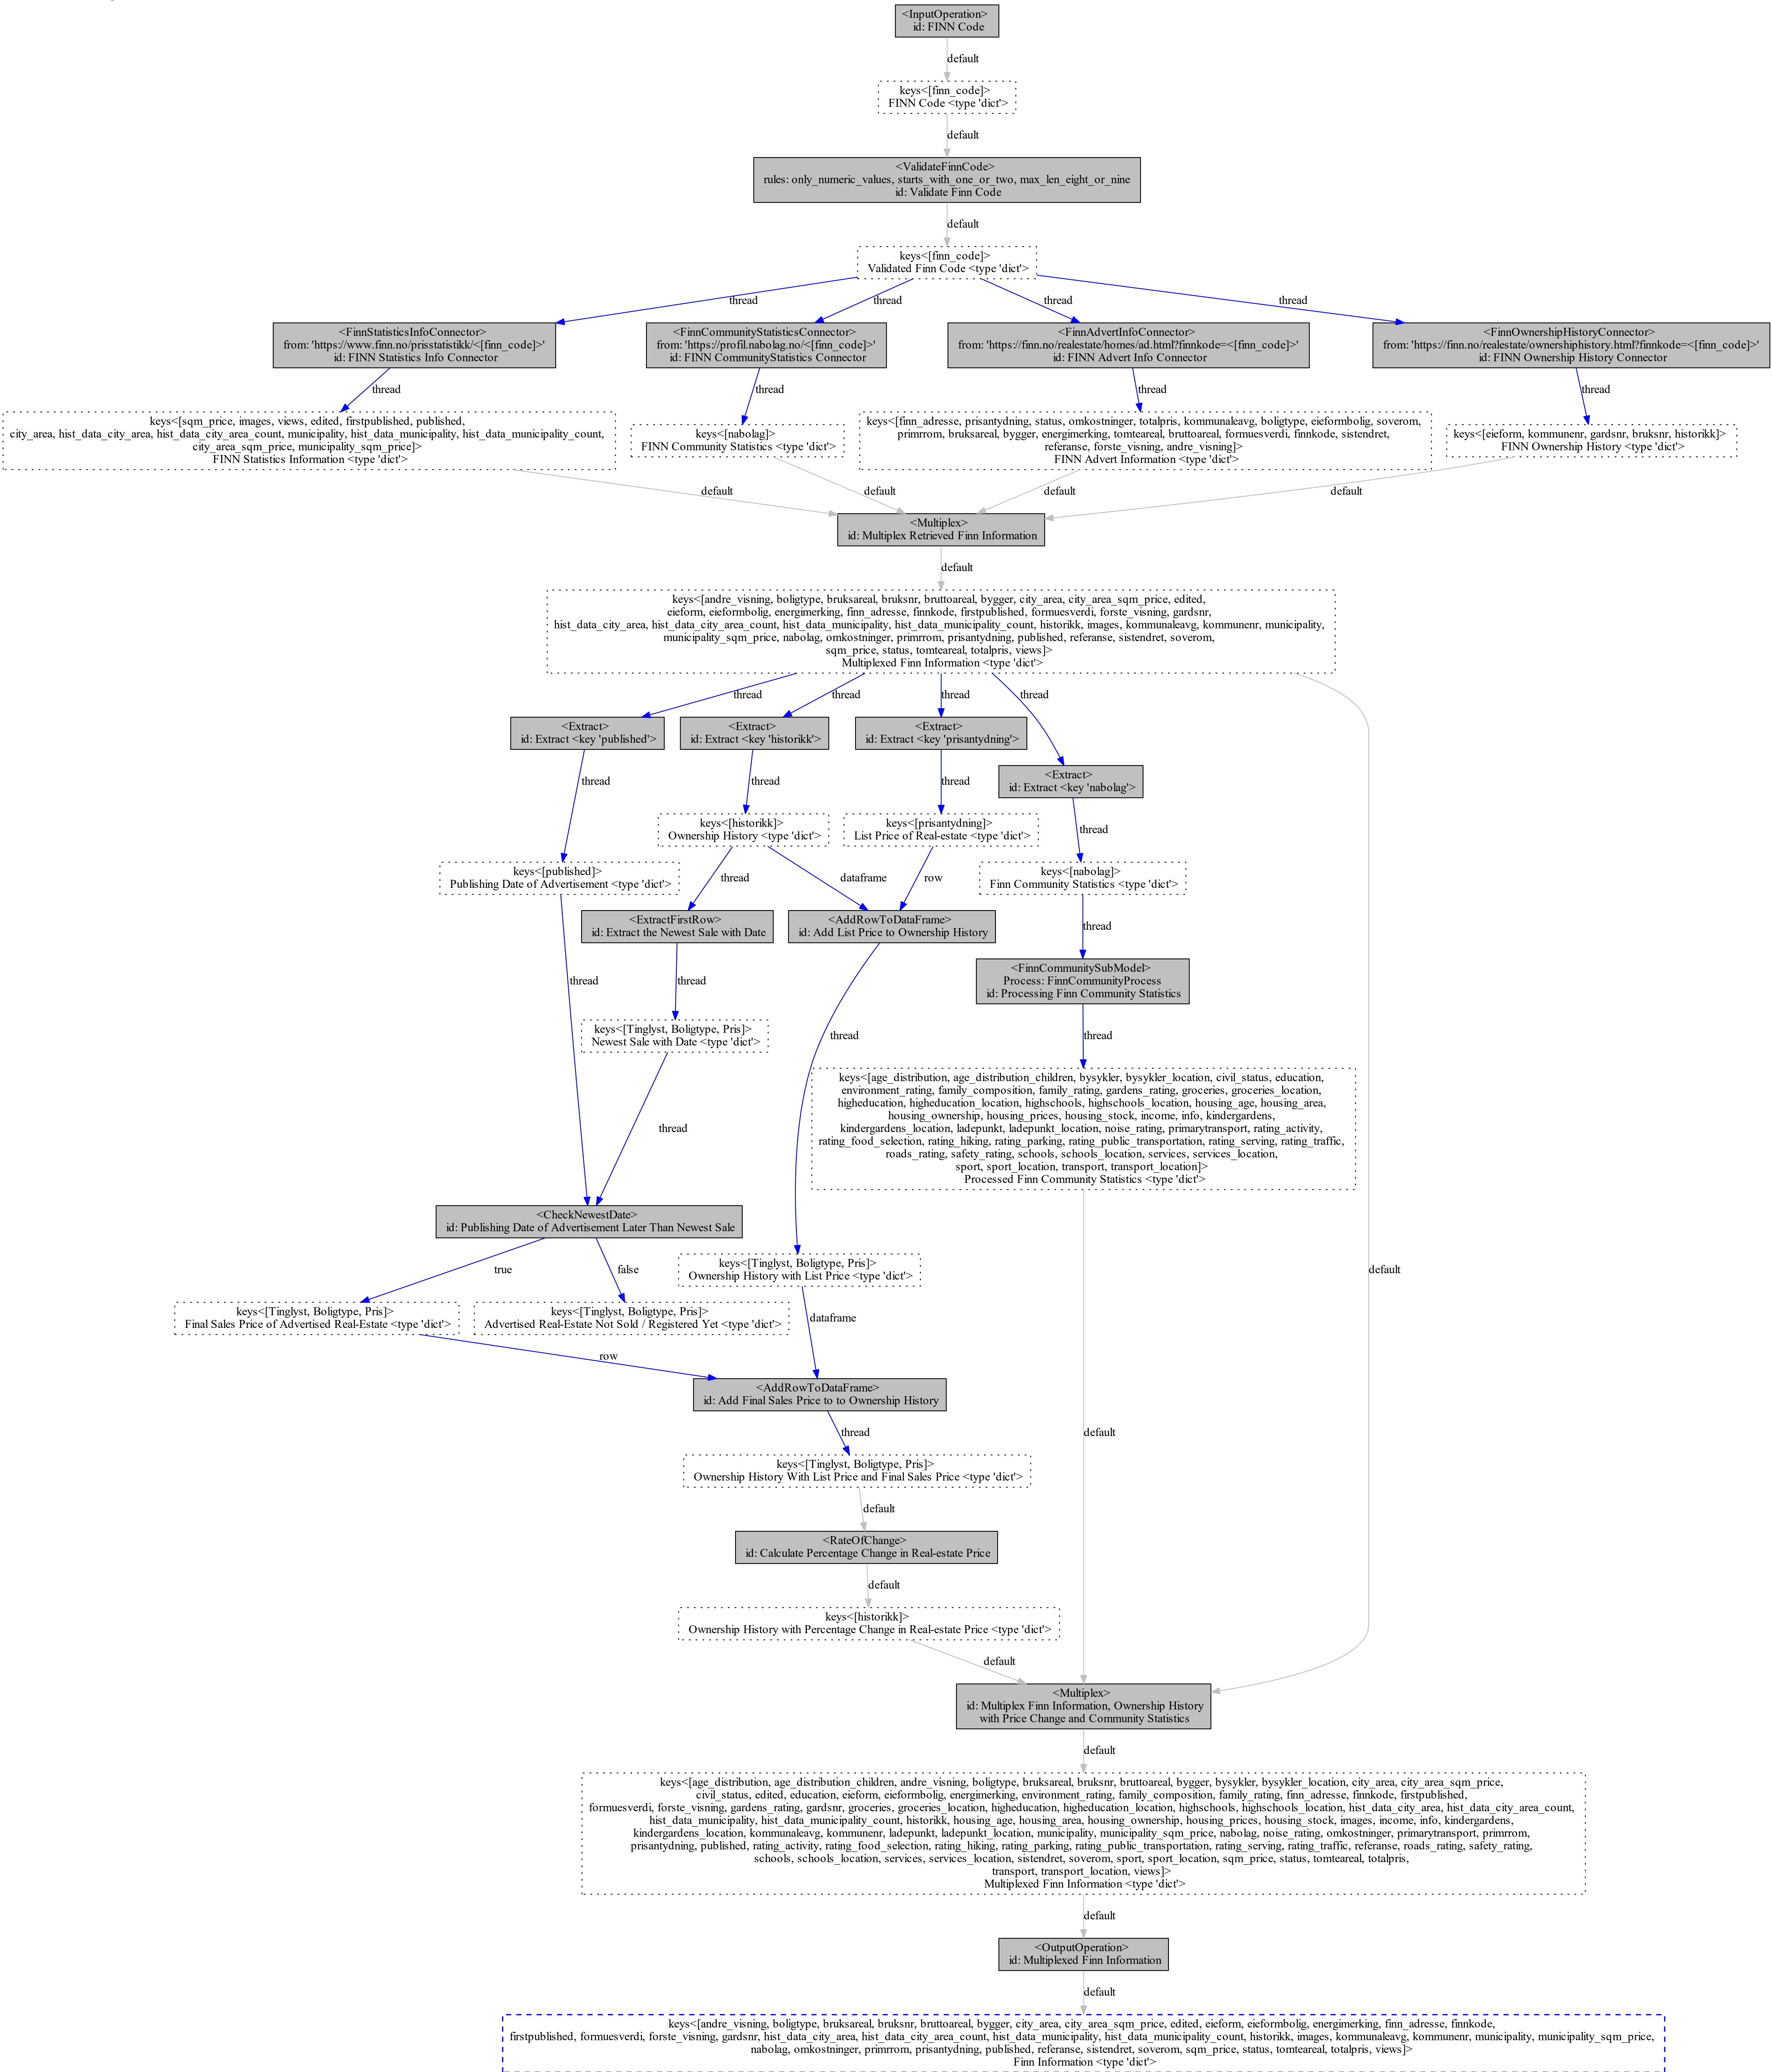 <InputOperation>
id: FINN Code
default
keys<[finn_code]>
FINN Code <type 'dict'>
default
<ValidateFinnCode>
rules: only_numeric_values, starts_with_one_or_two, max_len_eight_or_nine
id: Validate Finn Code
default
keys<[finn_code]>
Validated Finn Code <type 'dict'>
thread
thread
thread
thread
<FinnStatisticsInfoConnector>
from: 'https://www.finn.no/prisstatistikk/<[finn_code]>'
id: FINN Statistics Info Connector
<FinnCommunityStatisticsConnector>
from: 'https://profil.nabolag.no/<[finn_code]>'
id: FINN CommunityStatistics Connector
<FinnAdvertInfoConnector>
from: 'https://finn.no/realestate/homes/ad.html?finnkode=<[finn_code]>'
id: FINN Advert Info Connector
<FinnOwnershipHistoryConnector>
from: 'https://finn.no/realestate/ownershiphistory.html?finnkode=<[finn_code]>'
id: FINN Ownership History Connector
thread
thread
thread
thread
keys<[sqm_price, images, views, edited, firstpublished, published,
city_area, hist_data_city_area, hist_data_city_area_count, municipality, hist_data_municipality, hist_data_municipality_count,
city_area_sqm_price, municipality_sqm_price]>
FINN Statistics Information <type 'dict'>
keys<[nabolag]>
FINN Community Statistics <type 'dict'>
keys<[finn_adresse, prisantydning, status, omkostninger, totalpris, kommunaleavg, boligtype, eieformbolig, soverom,
primrrom, bruksareal, bygger, energimerking, tomteareal, bruttoareal, formuesverdi, finnkode, sistendret,
referanse, forste_visning, andre_visning]>
FINN Advert Information <type 'dict'>
keys<[eieform, kommunenr, gardsnr, bruksnr, historikk]>
FINN Ownership History <type 'dict'>
default
default
default
default
<Multiplex>
id: Multiplex Retrieved Finn Information
default
keys<[andre_visning, boligtype, bruksareal, bruksnr, bruttoareal, bygger, city_area, city_area_sqm_price, edited,
eieform, eieformbolig, energimerking, finn_adresse, finnkode, firstpublished, formuesverdi, forste_visning, gardsnr,
hist_data_city_area, hist_data_city_area_count, hist_data_municipality, hist_data_municipality_count, historikk, images, kommunaleavg, kommunenr, municipality,
municipality_sqm_price, nabolag, omkostninger, primrrom, prisantydning, published, referanse, sistendret, soverom,
sqm_price, status, tomteareal, totalpris, views]>
Multiplexed Finn Information <type 'dict'>
thread
thread
thread
thread
<Extract>
id: Extract <key 'published'>
<Extract>
id: Extract <key 'historikk'>
<Extract>
id: Extract <key 'prisantydning'>
<Extract>
id: Extract <key 'nabolag'>
thread
thread
thread
thread
keys<[historikk]>
Ownership History <type 'dict'>
keys<[prisantydning]>
List Price of Real-estate <type 'dict'>
keys<[published]>
Publishing Date of Advertisement <type 'dict'>
keys<[nabolag]>
Finn Community Statistics <type 'dict'>
thread
dataframe
row
thread
<ExtractFirstRow>
id: Extract the Newest Sale with Date
<AddRowToDataFrame>
id: Add List Price to Ownership History
<FinnCommunitySubModel>
Process: FinnCommunityProcess
id: Processing Finn Community Statistics
thread
thread
thread
thread
keys<[Tinglyst, Boligtype, Pris]>
Newest Sale with Date <type 'dict'>
keys<[age_distribution, age_distribution_children, bysykler, bysykler_location, civil_status, education,
environment_rating, family_composition, family_rating, gardens_rating, groceries, groceries_location,
higheducation, higheducation_location, highschools, highschools_location, housing_age, housing_area,
housing_ownership, housing_prices, housing_stock, income, info, kindergardens,
kindergardens_location, ladepunkt, ladepunkt_location, noise_rating, primarytransport, rating_activity,
rating_food_selection, rating_hiking, rating_parking, rating_public_transportation, rating_serving, rating_traffic,
roads_rating, safety_rating, schools, schools_location, services, services_location,
sport, sport_location, transport, transport_location]>
Processed Finn Community Statistics <type 'dict'>
thread
<CheckNewestDate>
id: Publishing Date of Advertisement Later Than Newest Sale
true
false
keys<[Tinglyst, Boligtype, Pris]>
Ownership History with List Price <type 'dict'>
default
keys<[Tinglyst, Boligtype, Pris]>
Final Sales Price of Advertised Real-Estate <type 'dict'>
keys<[Tinglyst, Boligtype, Pris]>
Advertised Real-Estate Not Sold / Registered Yet <type 'dict'>
dataframe
row
<AddRowToDataFrame>
id: Add Final Sales Price to to Ownership History
thread
default
keys<[Tinglyst, Boligtype, Pris]>
Ownership History With List Price and Final Sales Price <type 'dict'>
default
<RateOfChange>
id: Calculate Percentage Change in Real-estate Price
default
keys<[historikk]>
Ownership History with Percentage Change in Real-estate Price <type 'dict'>
default
<Multiplex>
id: Multiplex Finn Information, Ownership History
with Price Change and Community Statistics
default
keys<[age_distribution, age_distribution_children, andre_visning, boligtype, bruksareal, bruksnr, bruttoareal, bygger, bysykler, bysykler_location, city_area, city_area_sqm_price,
civil_status, edited, education, eieform, eieformbolig, energimerking, environment_rating, family_composition, family_rating, finn_adresse, finnkode, firstpublished,
formuesverdi, forste_visning, gardens_rating, gardsnr, groceries, groceries_location, higheducation, higheducation_location, highschools, highschools_location, hist_data_city_area, hist_data_city_area_count,
hist_data_municipality, hist_data_municipality_count, historikk, housing_age, housing_area, housing_ownership, housing_prices, housing_stock, images, income, info, kindergardens,
kindergardens_location, kommunaleavg, kommunenr, ladepunkt, ladepunkt_location, municipality, municipality_sqm_price, nabolag, noise_rating, omkostninger, primarytransport, primrrom,
prisantydning, published, rating_activity, rating_food_selection, rating_hiking, rating_parking, rating_public_transportation, rating_serving, rating_traffic, referanse, roads_rating, safety_rating,
schools, schools_location, services, services_location, sistendret, soverom, sport, sport_location, sqm_price, status, tomteareal, totalpris,
transport, transport_location, views]>
Multiplexed Finn Information <type 'dict'>
default
<OutputOperation>
id: Multiplexed Finn Information
default
keys<[andre_visning, boligtype, bruksareal, bruksnr, bruttoareal, bygger, city_area, city_area_sqm_price, edited, eieform, eieformbolig, energimerking, finn_adresse, finnkode,
firstpublished, formuesverdi, forste_visning, gardsnr, hist_data_city_area, hist_data_city_area_count, hist_data_municipality, hist_data_municipality_count, historikk, images, kommunaleavg, kommunenr, municipality, municipality_sqm_price,
nabolag, omkostninger, primrrom, prisantydning, published, referanse, sistendret, soverom, sqm_price, status, tomteareal, totalpris, views]>
Finn Information <type 'dict'>